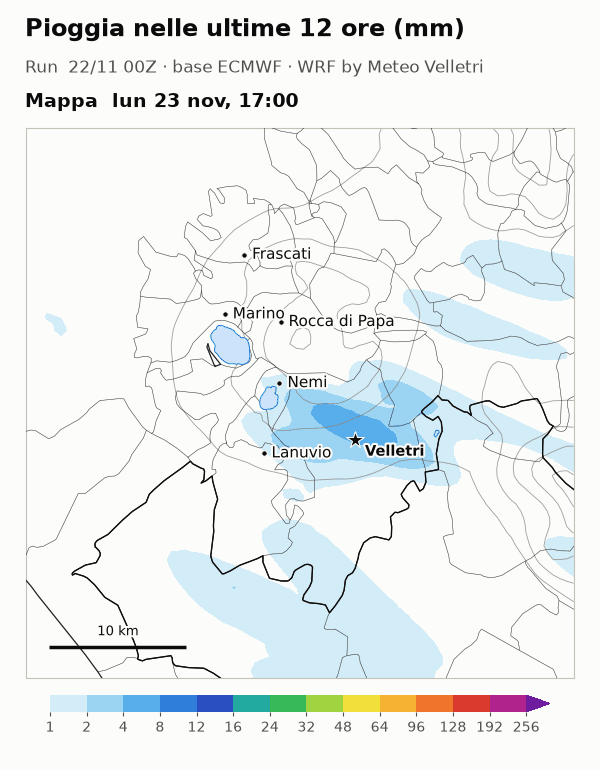 Pioggia nelle ultime 12 ore (mm)
Run 22/11 00Z · base ECMWF · WRF by Meteo Velletri
Mappa lun 23 nov, 17:00
Frascati
Marino
Rocca di Papa
Nemi
Velletri
Lanuvio
10 km
1 2 4 8 12 16 24 32 48 64 96 128 192 256